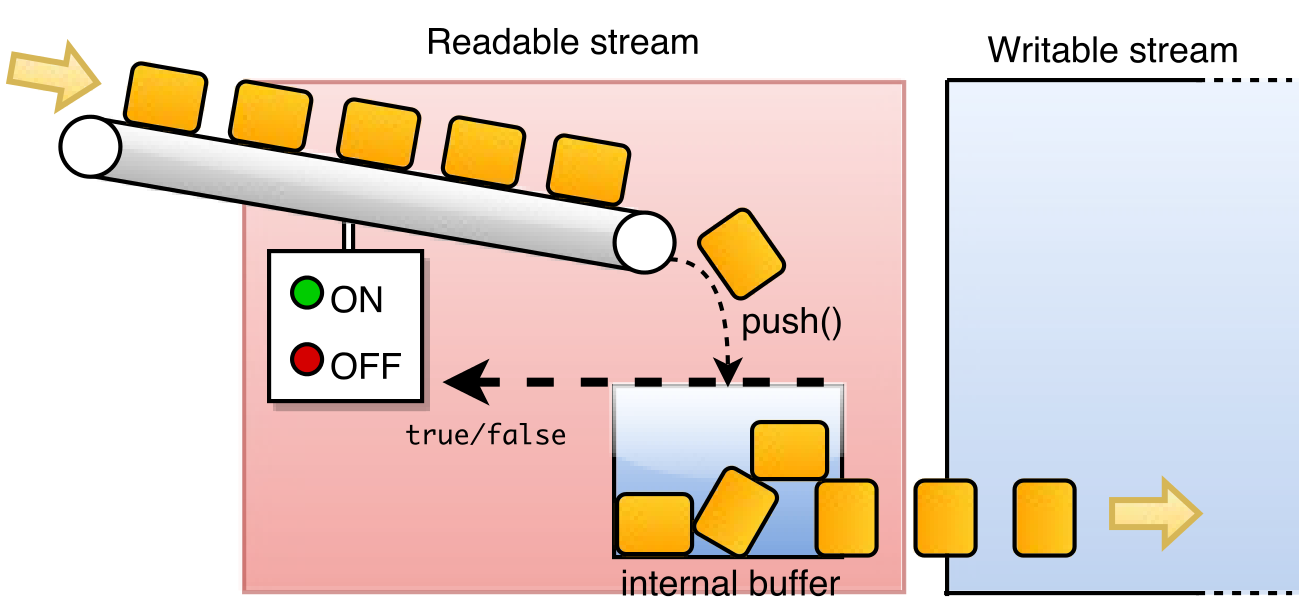 Readable stream
Writable stream
ON
OFF
push()
true/false
internal buffer